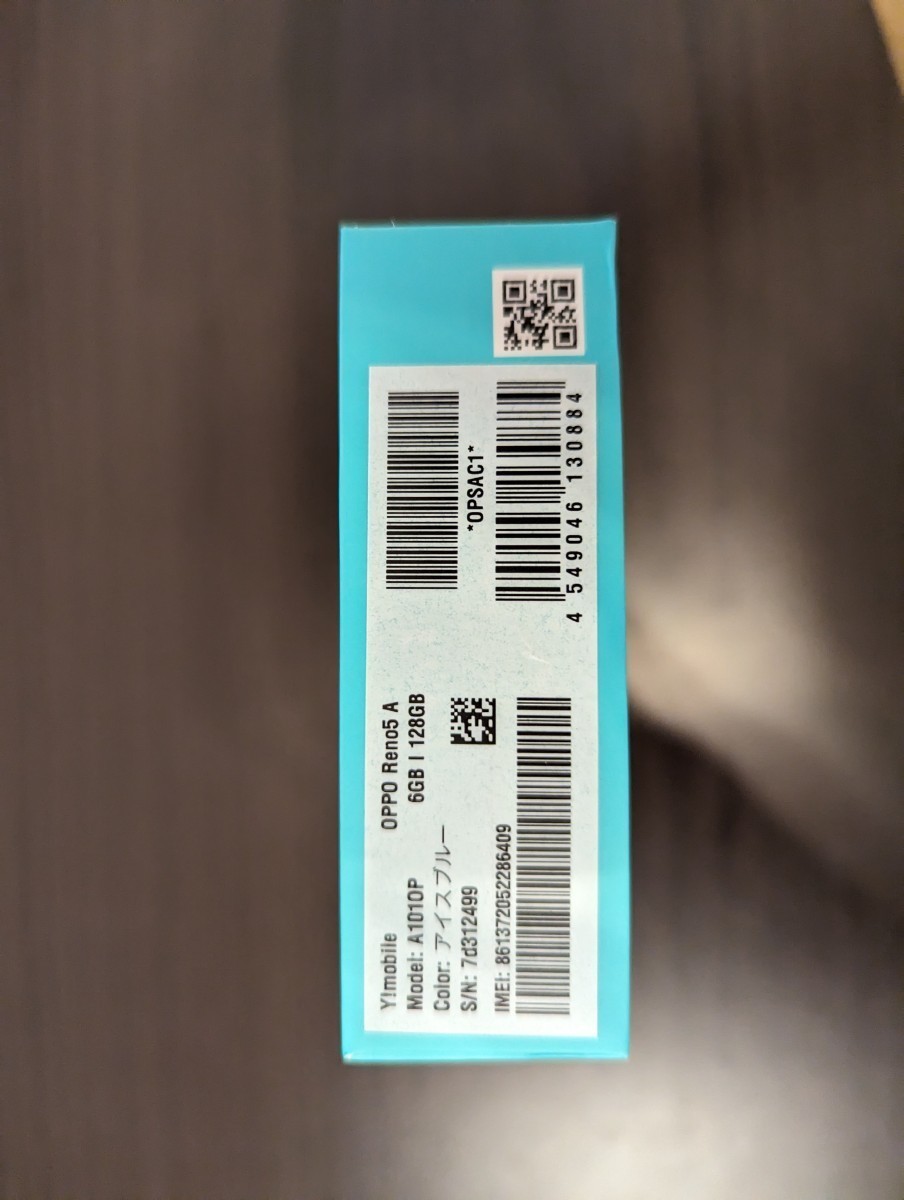 Y!mobile
OPPO Reno5 A
Model: A101OP
6GB | 128GB
Color: アイスブルー
S/N: 7d312499
IMEI: 861372052286409
*OPSAC1*
4 549046 130884